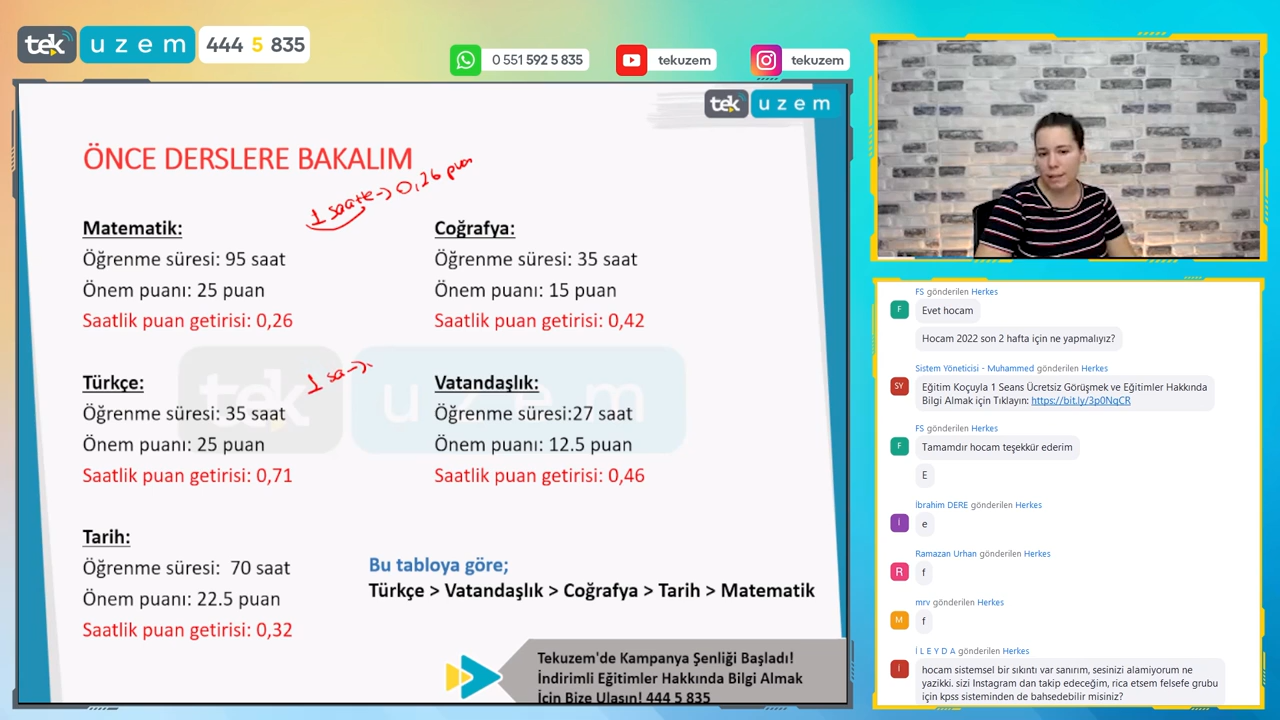 tek uzem 444 5 835
0 551 592 5 835
tekuzem
tekuzem
tek uzem
ÖNCE DERSLERE BAKALIM
1 saatte → 0,26 puan
Matematik:
Öğrenme süresi: 95 saat
Önem puanı: 25 puan
Saatlik puan getirisi: 0,26
Coğrafya:
Öğrenme süresi: 35 saat
Önem puanı: 15 puan
Saatlik puan getirisi: 0,42
1 sa →
Türkçe:
Öğrenme süresi: 35 saat
Önem puanı: 25 puan
Saatlik puan getirisi: 0,71
Vatandaşlık:
Öğrenme süresi:27 saat
Önem puanı: 12.5 puan
Saatlik puan getirisi: 0,46
tek uzem
Tarih:
Öğrenme süresi: 70 saat
Önem puanı: 22.5 puan
Saatlik puan getirisi: 0,32
Bu tabloya göre;
Türkçe > Vatandaşlık > Coğrafya > Tarih > Matematik
Tekuzem'de Kampanya Şenliği Başladı!
İndirimli Eğitimler Hakkında Bilgi Almak
İçin Bize Ulaşın! 444 5 835
FS gönderilen Herkes
F
Evet hocam
Hocam 2022 son 2 hafta için ne yapmalıyız?
Sistem Yöneticisi - Muhammed gönderilen Herkes
SY
Eğitim Koçuyla 1 Seans Ücretsiz Görüşmek ve Eğitimler Hakkında
Bilgi Almak için Tıklayın: https://bit.ly/3p0NqCR
FS gönderilen Herkes
F
Tamamdır hocam teşekkür ederim
E
İbrahim DERE gönderilen Herkes
İ
e
Ramazan Urhan gönderilen Herkes
R
f
mrv gönderilen Herkes
M
f
İ L E Y D A gönderilen Herkes
İ
hocam sistemsel bir sıkıntı var sanırım, sesinizi alamiyorum ne
yazikki. sizi Instagram dan takip edeceğim, rica etsem felsefe grubu
için kpss sisteminden de bahsedebilir misiniz?